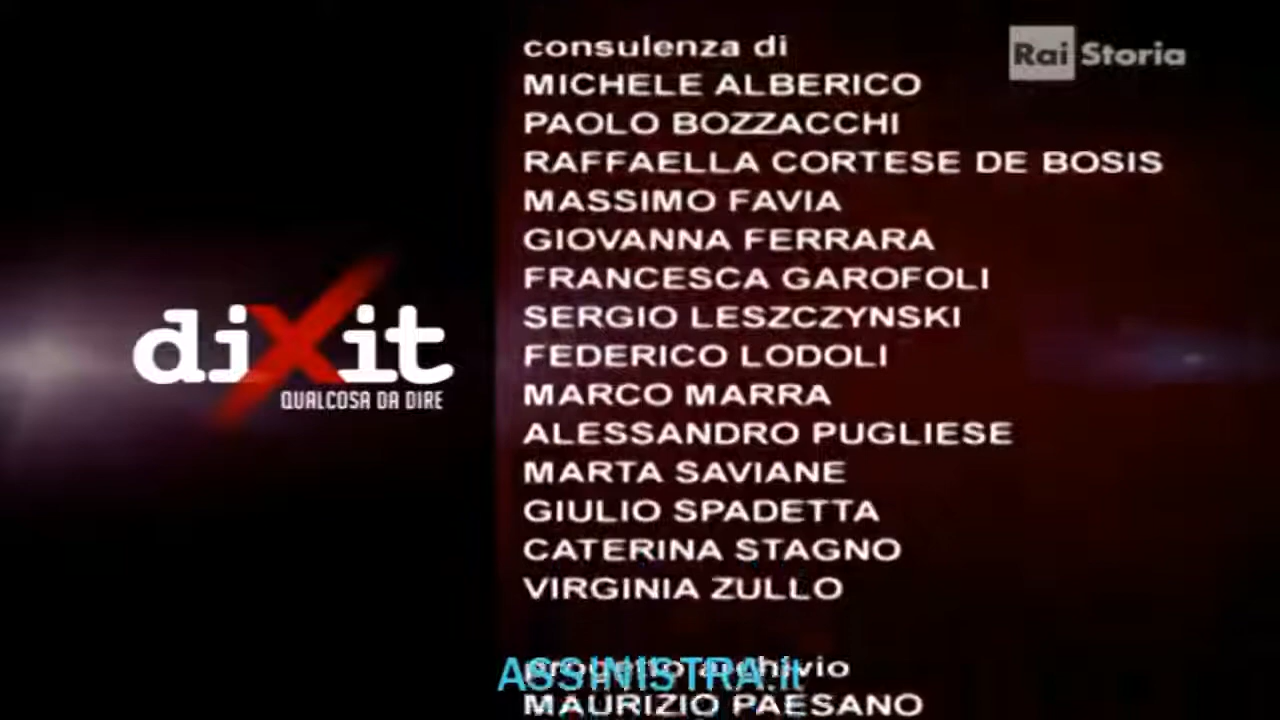 consulenza di
Rai Storia
MICHELE ALBERICO
PAOLO BOZZACCHI
RAFFAELLA CORTESE DE BOSIS
MASSIMO FAVIA
GIOVANNA FERRARA
FRANCESCA GAROFOLI
SERGIO LESZCZYNSKI
diXit
QUALCOSA DA DIRE
FEDERICO LODOLI
MARCO MARRA
ALESSANDRO PUGLIESE
MARTA SAVIANE
GIULIO SPADETTA
CATERINA STAGNO
VIRGINIA ZULLO
progetto archivio
ASSINISTRA.it
MAURIZIO PAESANO